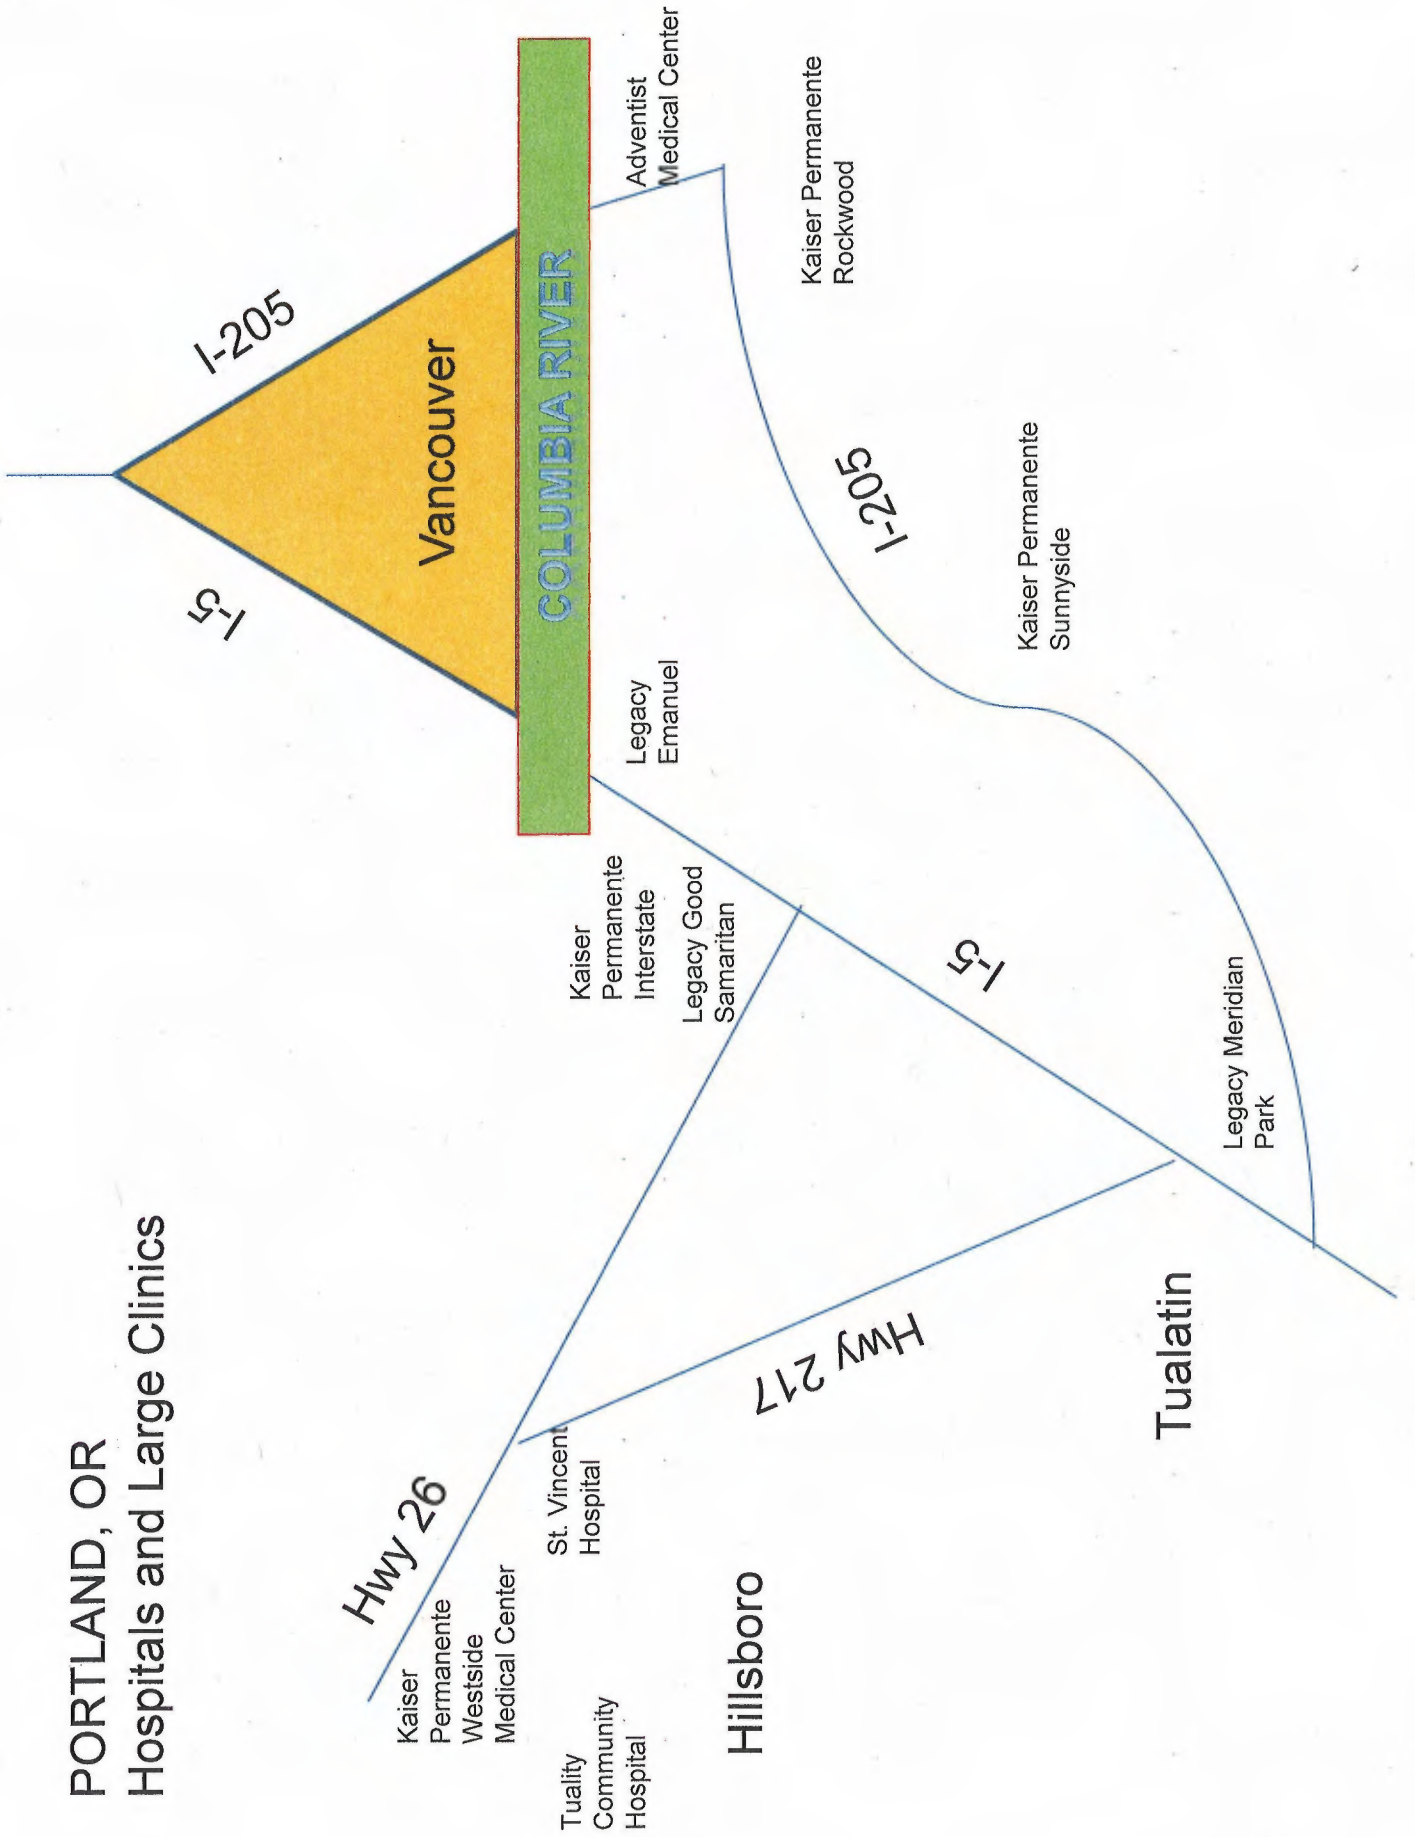 PORTLAND, OR
Hospitals and Large Clinics
I-5
I-205
Vancouver
COLUMBIA RIVER
Hwy 26
Kaiser
Permanente
Westside
Medical Center
Tuality
Community
Hospital
St. Vincent
Hospital
Hillsboro
Kaiser
Permanente
Interstate
Legacy Good
Samaritan
Legacy
Emanuel
Adventist
Medical Center
Kaiser Permanente
Rockwood
I-205
Kaiser Permanente
Sunnyside
I-5
Hwy 217
Legacy Meridian
Park
Tualatin